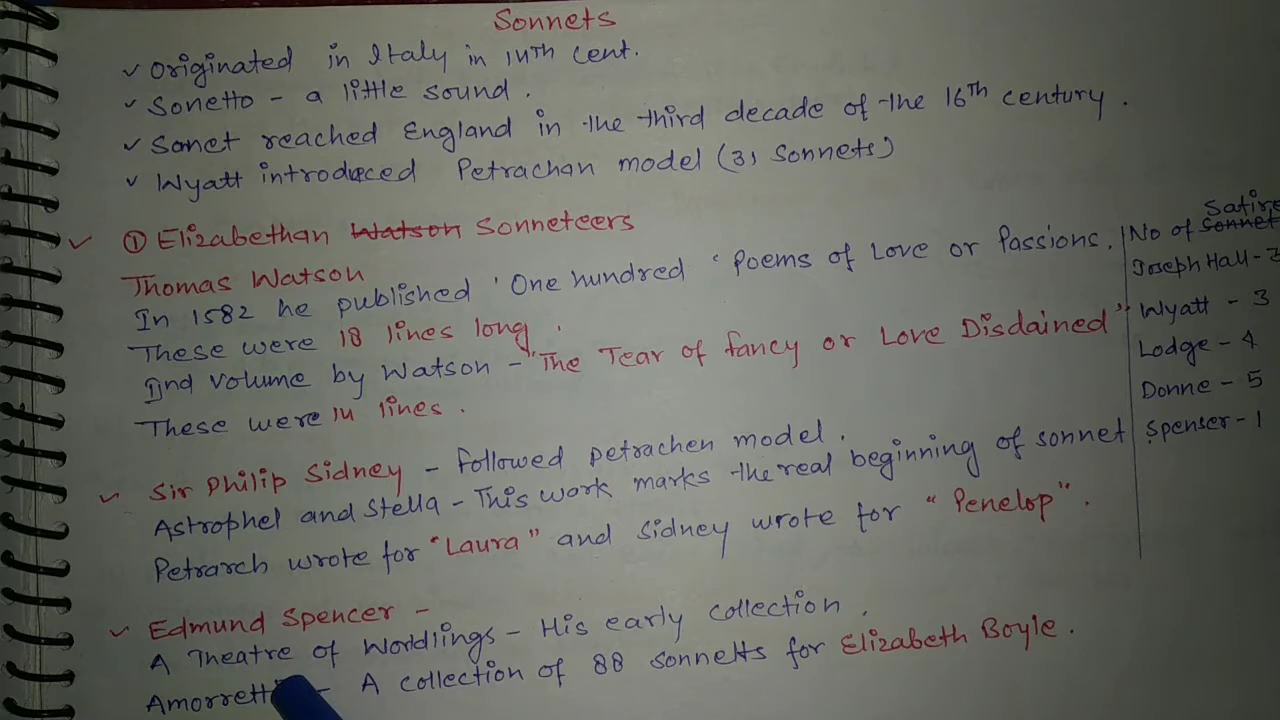 Sonnets
✓ Originated in Italy in 14th cent.
✓ Sonetto - a little sound.
✓ Sonet reached England in the third decade of the 16th century.
✓ Wyatt introduced Petrachan model (31 Sonnets)
✓ ① Elizabethan Watson Sonneteers
Thomas Watson
In 1582 he published 'One hundred 'Poems of Love or Passions.
These were 18 lines long.
IInd volume by Watson - "The Tear of fancy or Love Disdained"
These were 14 lines.
✓ Sir Philip Sidney - Followed petrachen model.
Astrophel and Stella - This work marks the real beginning of sonnet
Petrarch wrote for "Laura" and Sidney wrote for "Penelop".
✓ Edmund Spencer -
A Theatre of Worldlings - His early collection.
Amorrett - A collection of 88 sonnelts for Elizabeth Boyle.
Satire
No of Sonnet
Joseph Hall -
Wyatt - 3
Lodge - 4
Donne - 5
Spenser - 1